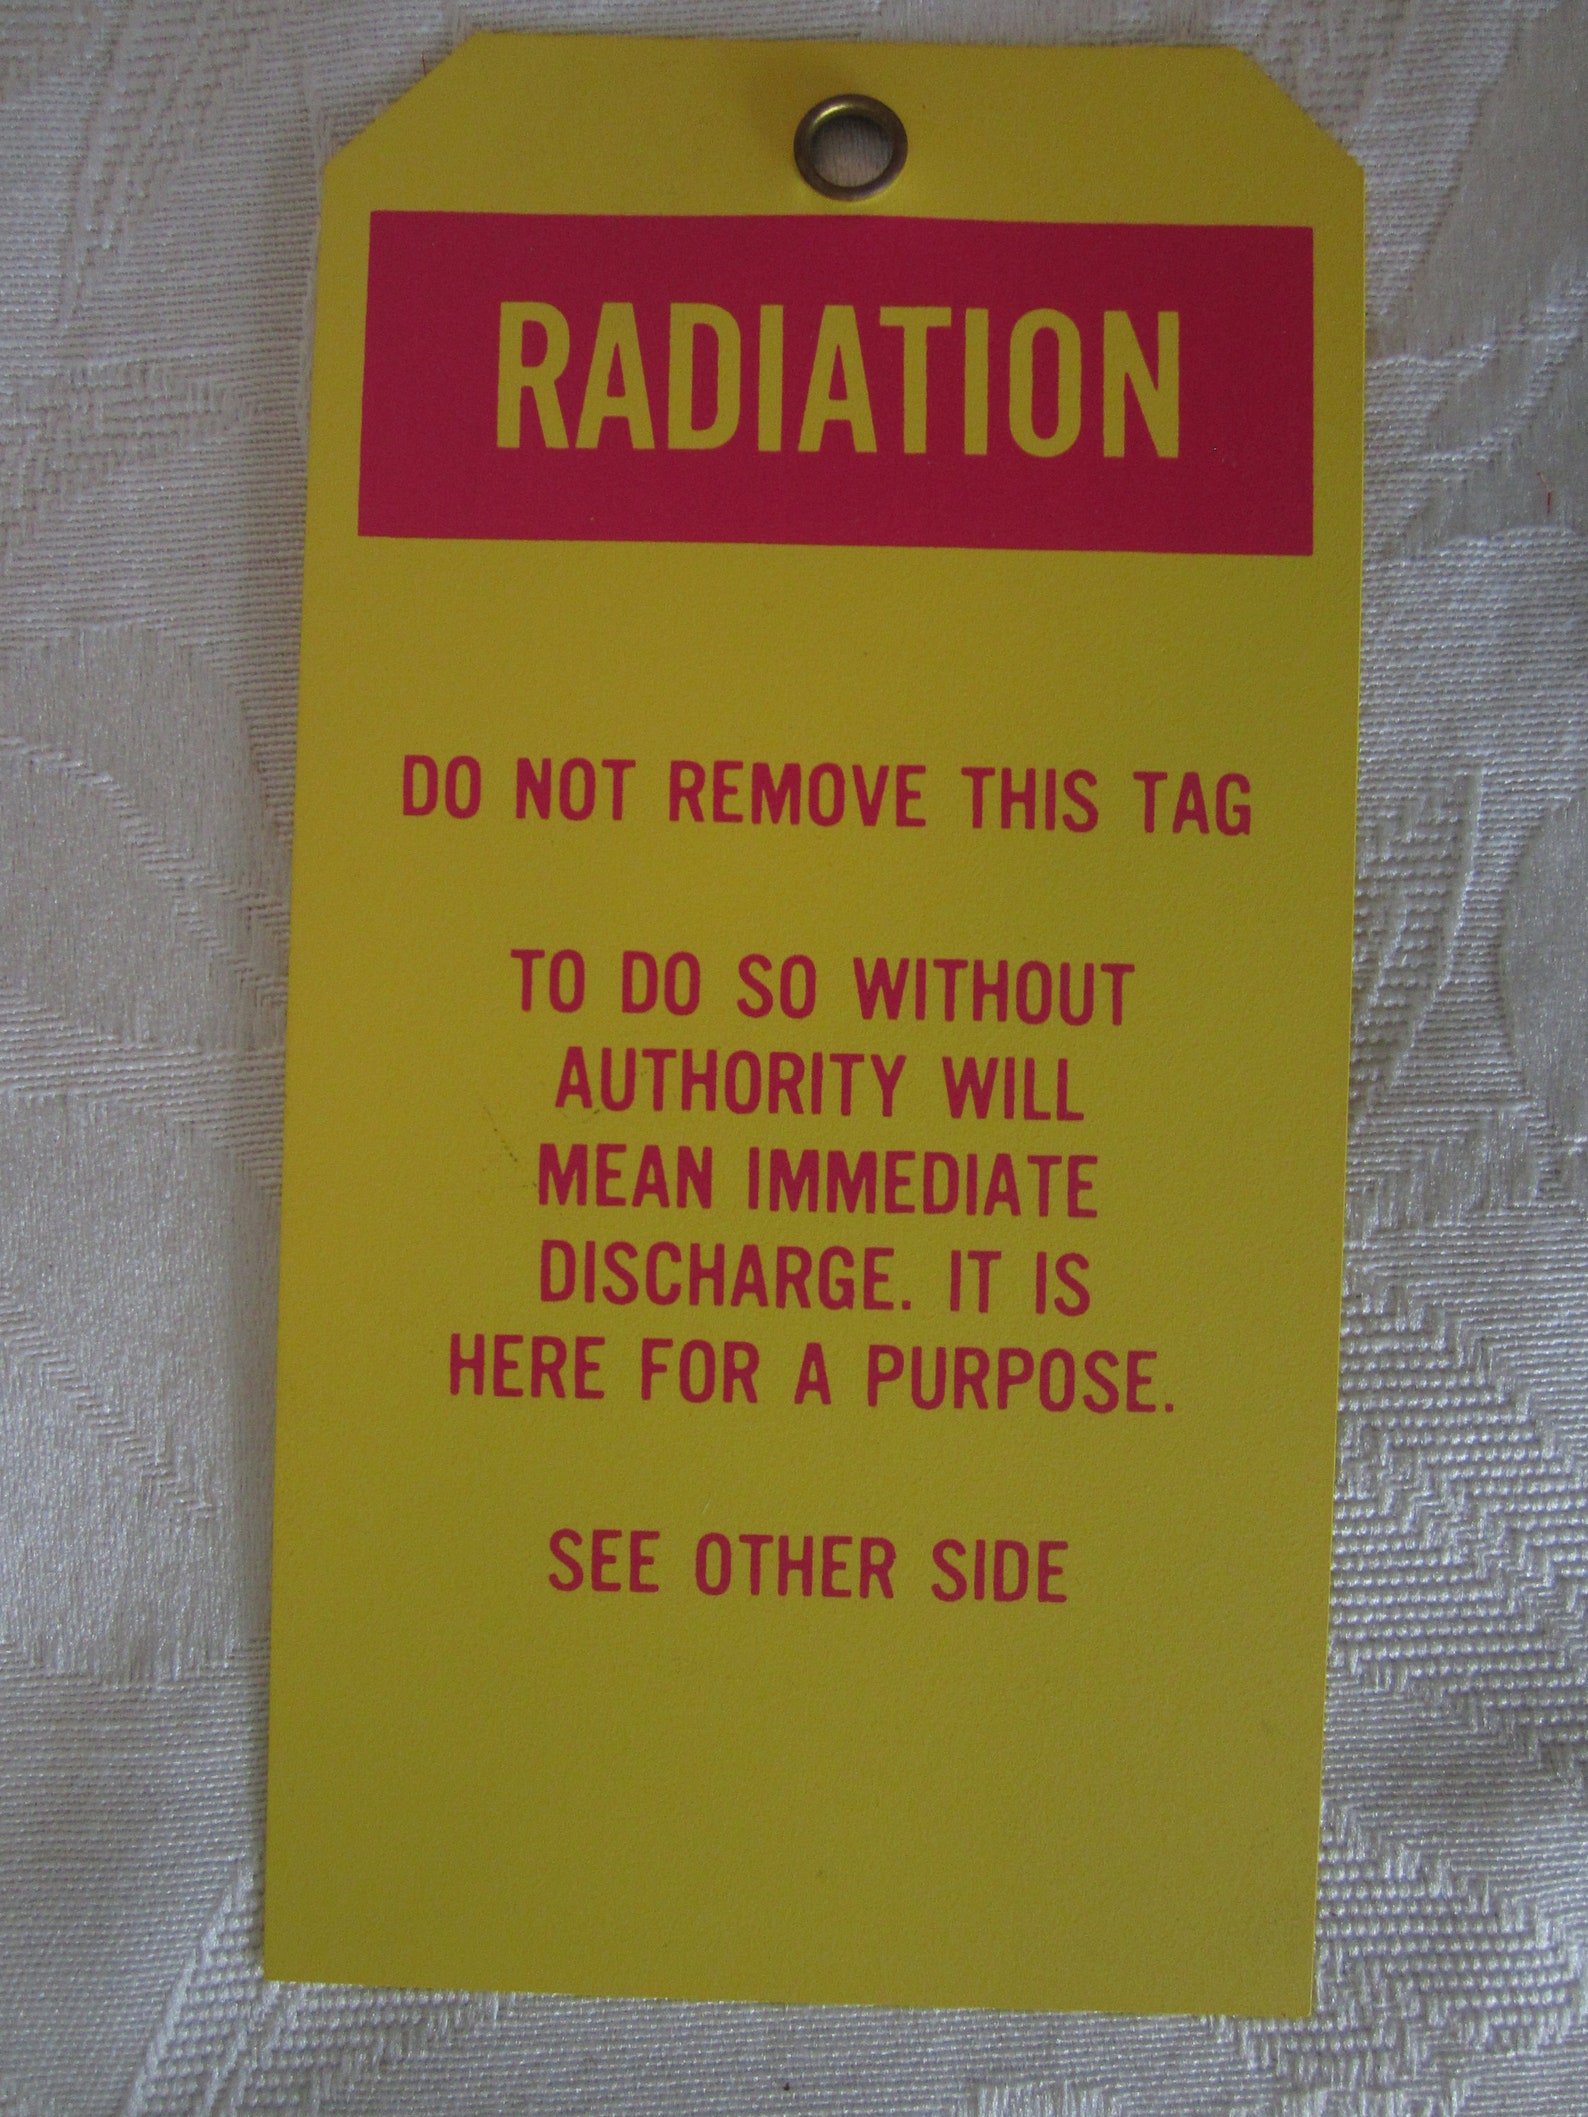 RADIATION
DO NOT REMOVE THIS TAG
TO DO SO WITHOUT
AUTHORITY WILL
MEAN IMMEDIATE
DISCHARGE. IT IS
HERE FOR A PURPOSE.
SEE OTHER SIDE